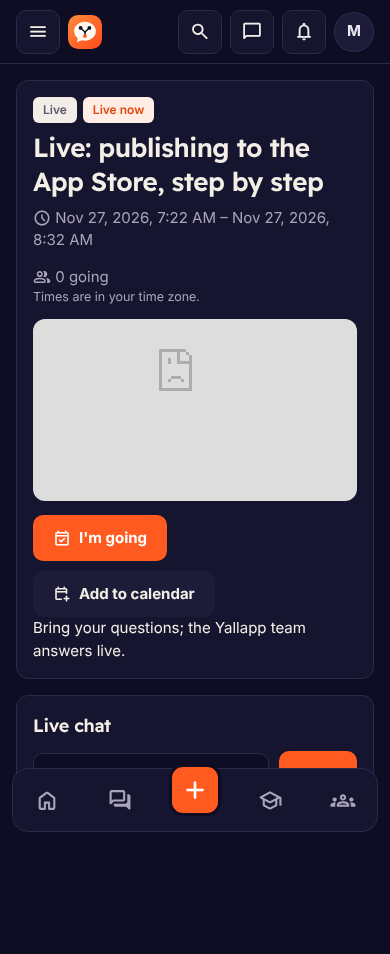 M
Live
Live now
Live: publishing to the
App Store, step by step
Nov 27, 2026, 7:22 AM – Nov 27, 2026,
8:32 AM
0 going
Times are in your time zone.
I'm going
Add to calendar
Bring your questions; the Yallapp team
answers live.
Live chat